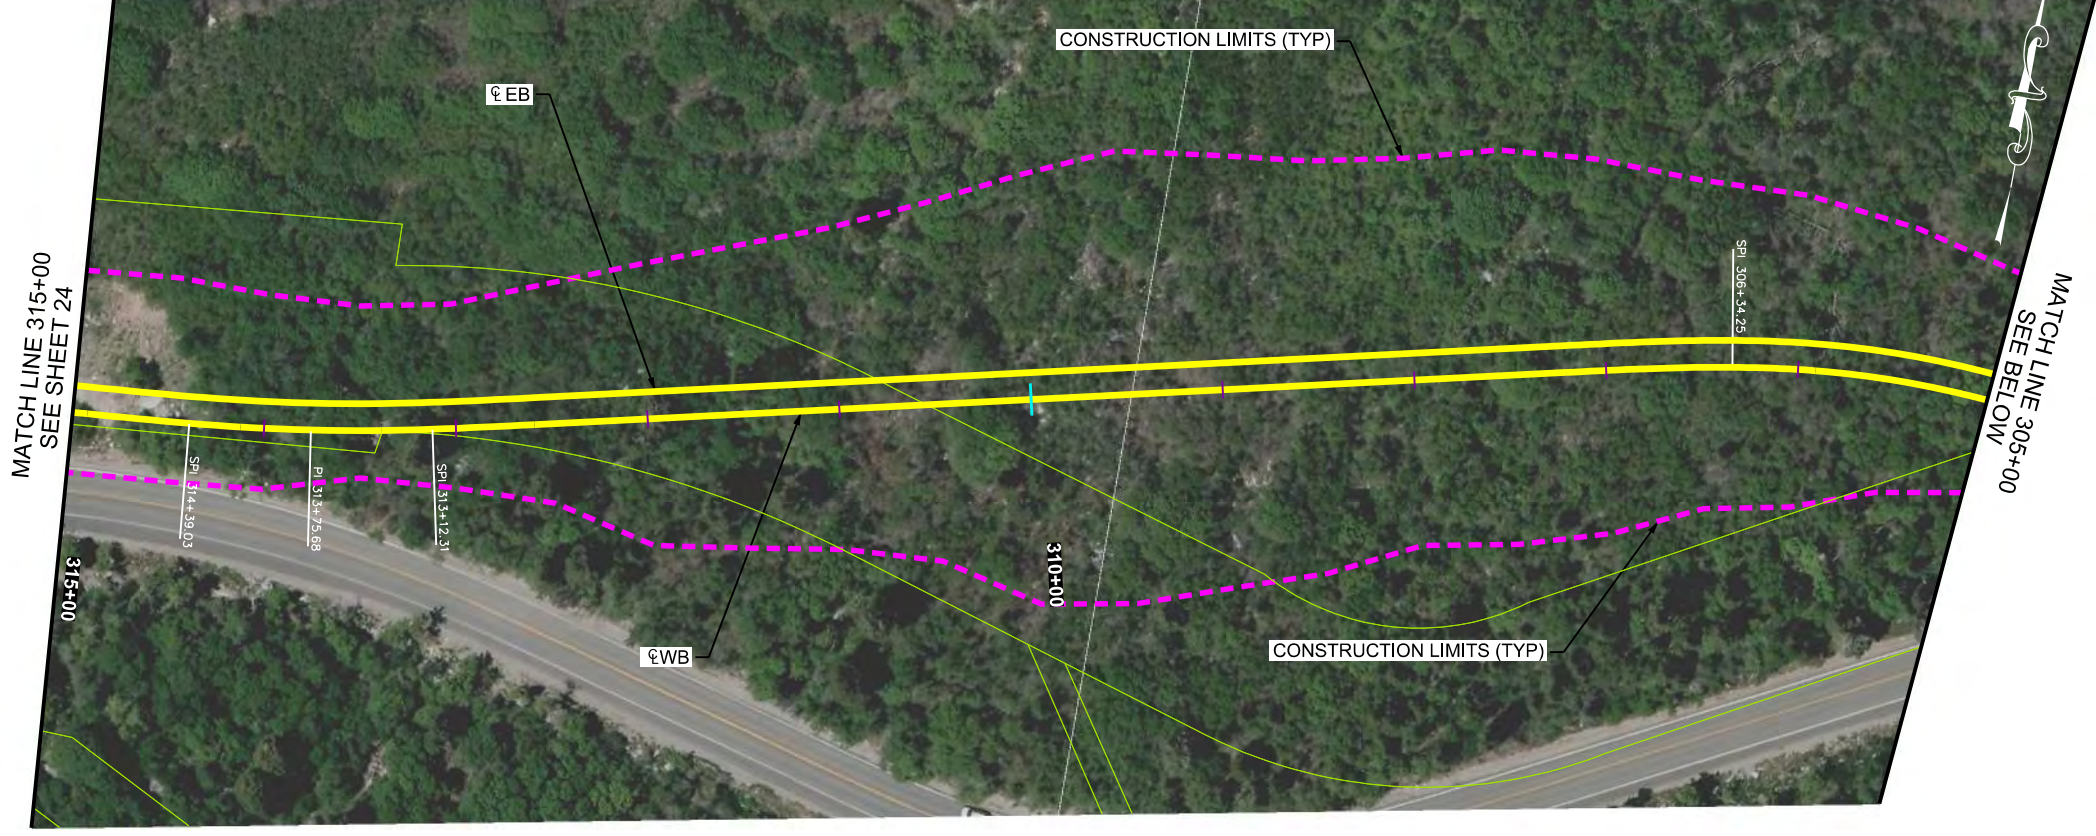 CONSTRUCTION LIMITS (TYP)
℄ EB
SPI 306+34.25
MATCH LINE 315+00
SEE SHEET 24
MATCH LINE 305+00
SEE BELOW
SPI 314+39.03
PI 313+75.68
SPI 313+12.31
315+00
310+00
℄ WB
CONSTRUCTION LIMITS (TYP)